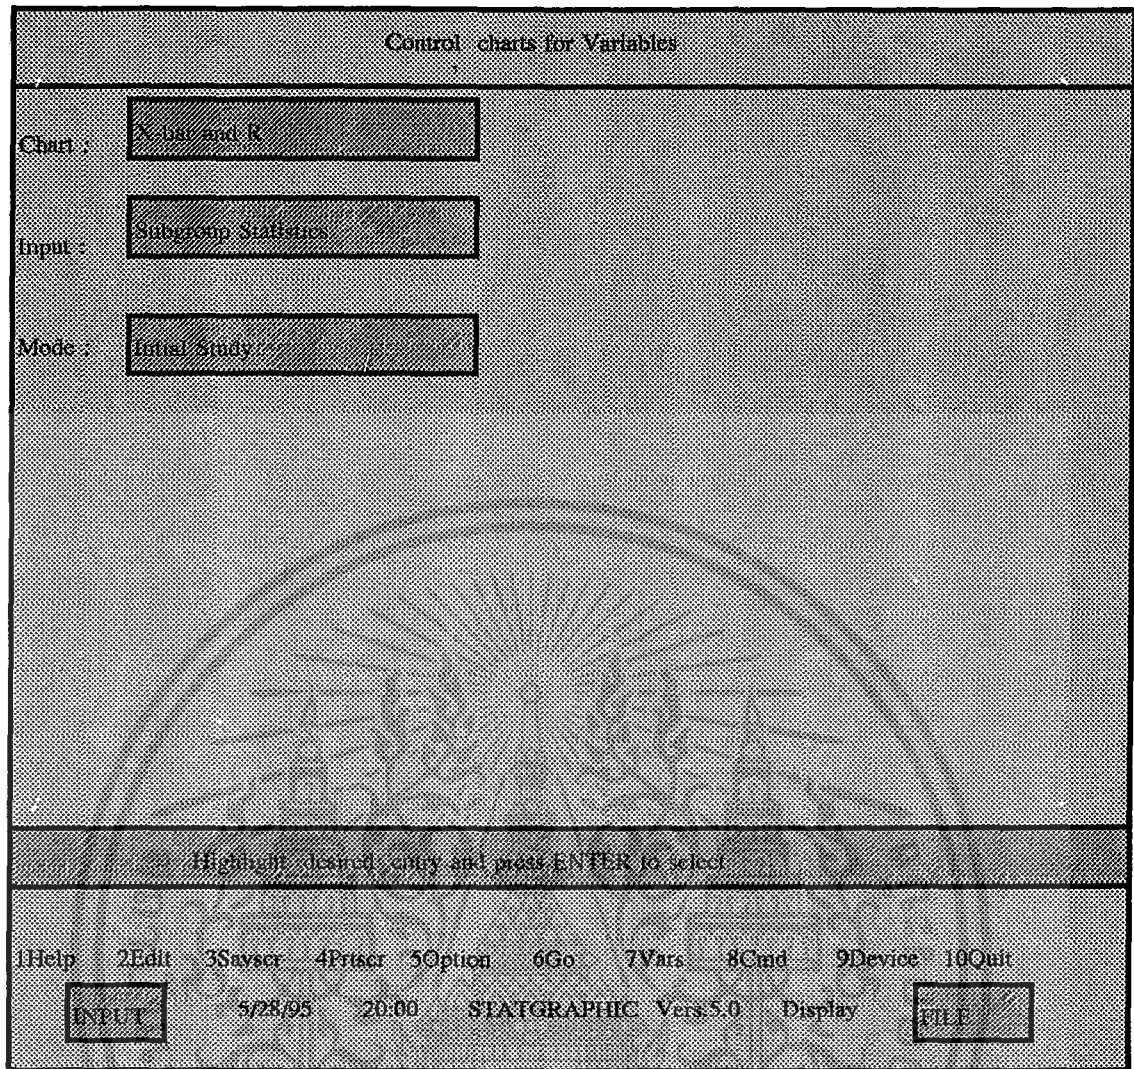 Control charts for Variables
Chart : X-bar and R
Input : Subgroup Statistics
Mode : Intial Study
Highlight desired entry and press ENTER to select
1Help 2Edit 3Savscr 4Prtscr 5Option 6Go 7Vars 8Cmd 9Device 10Quit
INPUT 5/28/95 20:00 STATGRAPHIC Vers.5.0 Display FILE